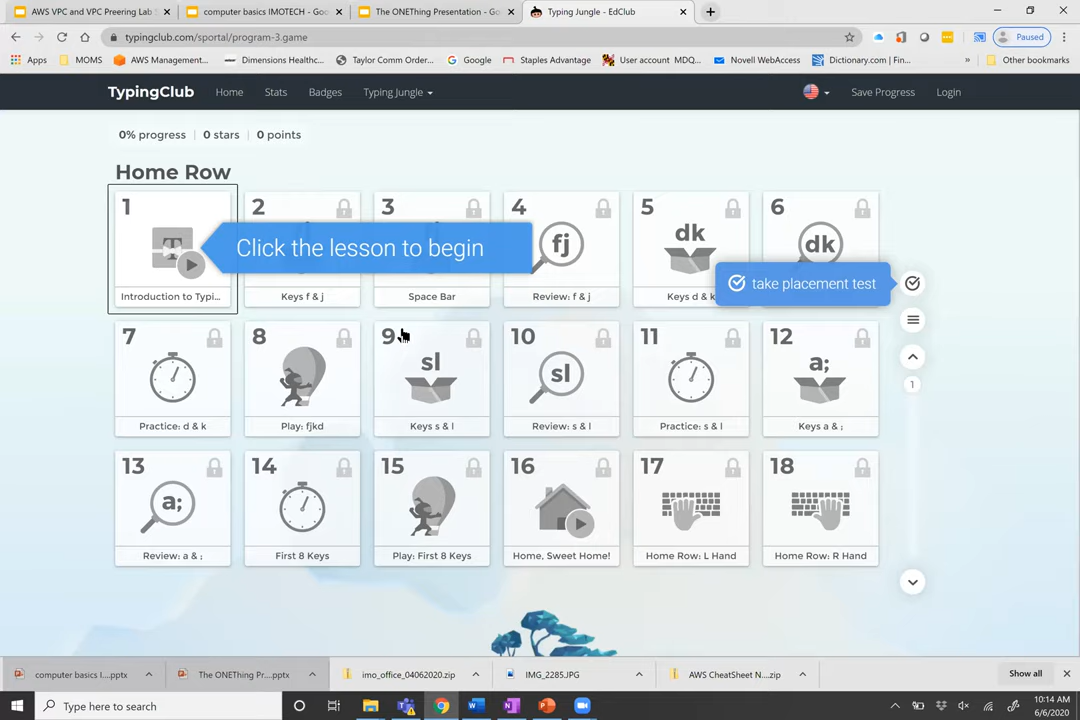 AWS VPC and VPC Preering Lab S
computer basics IMOTECH - Goo
The ONEThing Presentation - Go
Typing Jungle - EdClub
typingclub.com/sportal/program-3.game
Paused
Apps
MOMS
AWS Management...
Dimensions Healthc...
Taylor Comm Order...
Google
Staples Advantage
User account MDQ...
Novell WebAccess
Dictionary.com / Fin...
»
Other bookmarks
TypingClub
Home
Stats
Badges
Typing Jungle
Save Progress
Login
0% progress
0 stars
0 points
Home Row
1
2
3
4
5
6
T
fj
dk
dk
Click the lesson to begin
take placement test
Introduction to Typi...
Keys f & j
Space Bar
Review: f & j
Keys d & k
7
8
9
10
11
12
sl
sl
a;
1
Practice: d & k
Play: fjkd
Keys s & l
Review: s & l
Practice: s & l
Keys a & ;
13
14
15
16
17
18
a;
Review: a & ;
First 8 Keys
Play: First 8 Keys
Home, Sweet Home!
Home Row: L Hand
Home Row: R Hand
computer basics I....pptx
The ONEThing Pr....pptx
imo_office_04062020.zip
IMG_2285.JPG
AWS CheatSheet N....zip
Show all
Type here to search
10:14 AM
6/6/2020